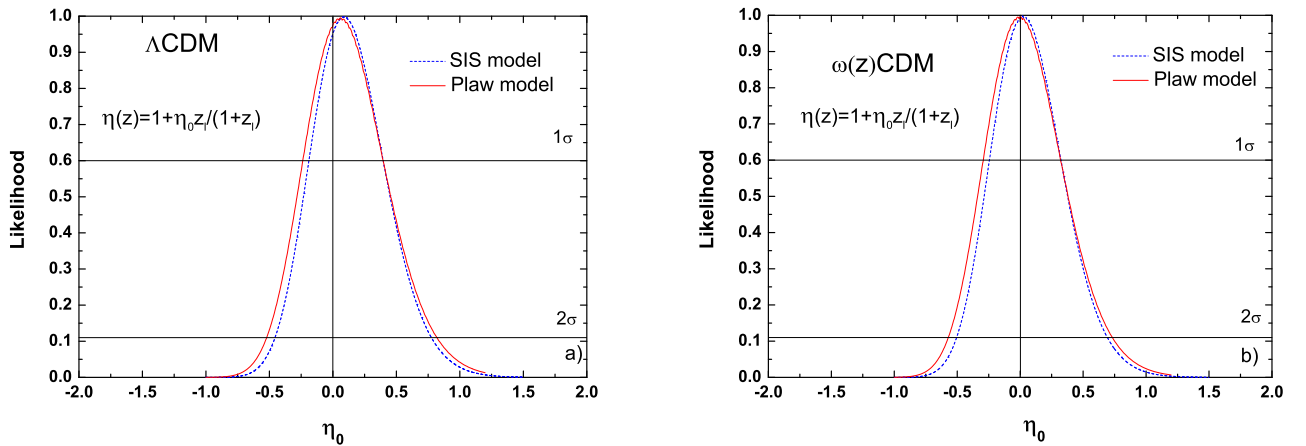 ΛCDM
SIS model
Plaw model
η(z)=1+η₀zₗ/(1+zₗ)
1σ
2σ
a)
Likelihood
1.0
0.9
0.8
0.7
0.6
0.5
0.4
0.3
0.2
0.1
0.0
-2.0 -1.5 -1.0 -0.5 0.0 0.5 1.0 1.5 2.0
η₀
ω(z)CDM
SIS model
Plaw model
η(z)=1+η₀zₗ/(1+zₗ)
1σ
2σ
b)
Likelihood
1.0
0.9
0.8
0.7
0.6
0.5
0.4
0.3
0.2
0.1
0.0
-2.0 -1.5 -1.0 -0.5 0.0 0.5 1.0 1.5 2.0
η₀